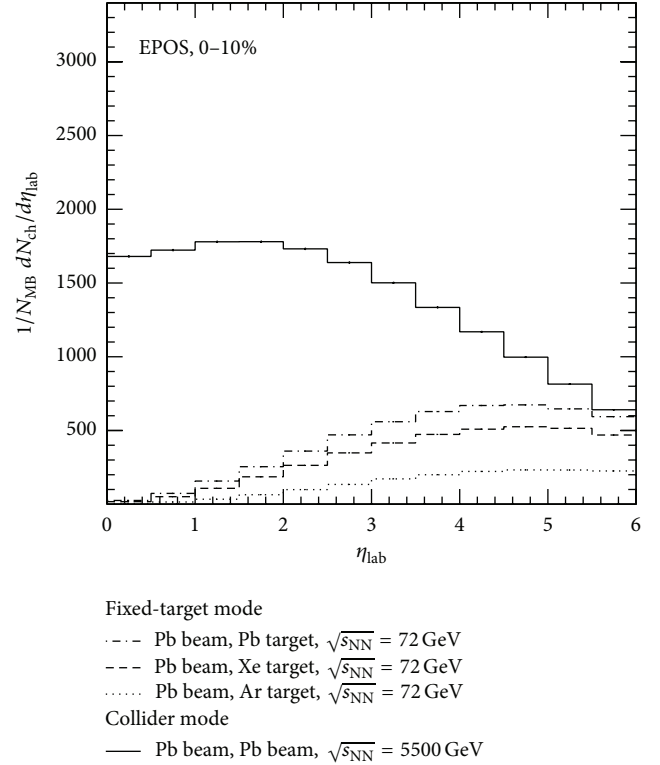 EPOS, 0–10%
3000
2500
2000
1500
1000
500
1/N_MB dN_ch/dη_lab
0 1 2 3 4 5 6
η_lab
Fixed-target mode
Pb beam, Pb target, √s_NN = 72 GeV
Pb beam, Xe target, √s_NN = 72 GeV
Pb beam, Ar target, √s_NN = 72 GeV
Collider mode
Pb beam, Pb beam, √s_NN = 5500 GeV